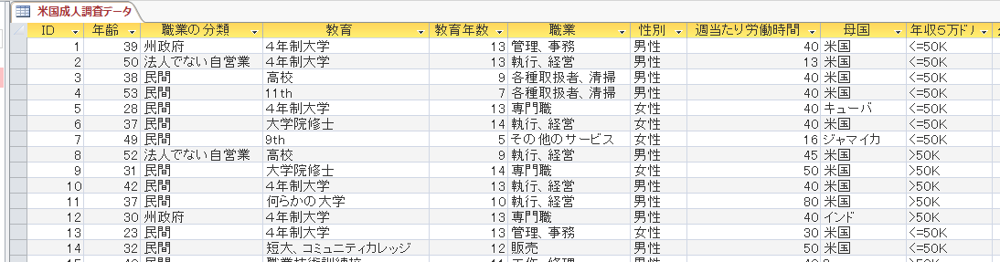 米国成人調査データ
ID 年齢 職業の分類 教育 教育年数 職業 性別 週当たり労働時間 母国 年収5万ドル
1 39 州政府 4年制大学 13 管理、事務 男性 40 米国 <=50K
2 50 法人でない自営業 4年制大学 13 執行、経営 男性 13 米国 <=50K
3 38 民間 高校 9 各種取扱者、清掃 男性 40 米国 <=50K
4 53 民間 11th 7 各種取扱者、清掃 男性 40 米国 <=50K
5 28 民間 4年制大学 13 専門職 女性 40 キューバ <=50K
6 37 民間 大学院修士 14 執行、経営 女性 40 米国 <=50K
7 49 民間 9th 5 その他のサービス 女性 16 ジャマイカ <=50K
8 52 法人でない自営業 高校 9 執行、経営 男性 45 米国 >50K
9 31 民間 大学院修士 14 専門職 女性 50 米国 >50K
10 42 民間 4年制大学 13 執行、経営 男性 40 米国 >50K
11 37 民間 何らかの大学 10 執行、経営 男性 80 米国 >50K
12 30 州政府 4年制大学 13 専門職 男性 40 インド >50K
13 23 民間 4年制大学 13 管理、事務 女性 30 米国 <=50K
14 32 民間 短大、コミュニティカレッジ 12 販売 男性 50 米国 <=50K